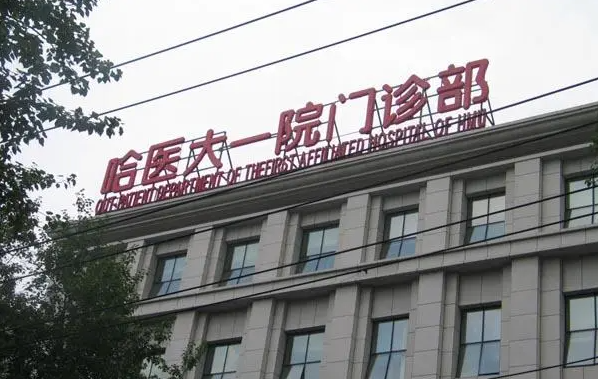 哈医大一院门诊部
OUT-PATIENT DEPARTMENT OF THE FIRST AFFILIATED HOSPITAL OF HMU